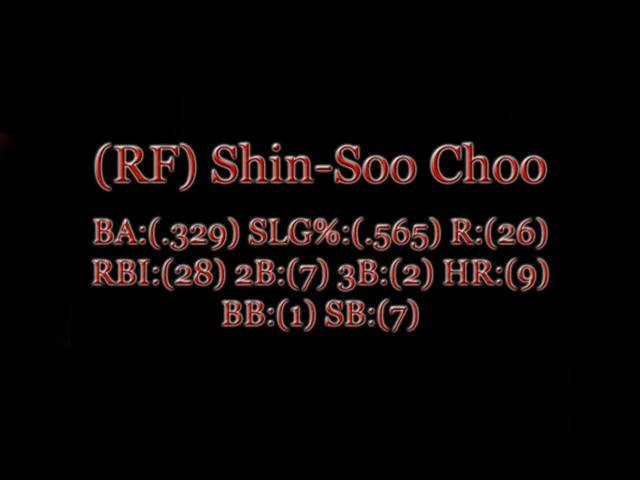 (RF) Shin-Soo Choo
BA:(.329) SLG%:(.565) R:(26)
RBI:(28) 2B:(7) 3B:(2) HR:(9)
BB:(1) SB:(7)